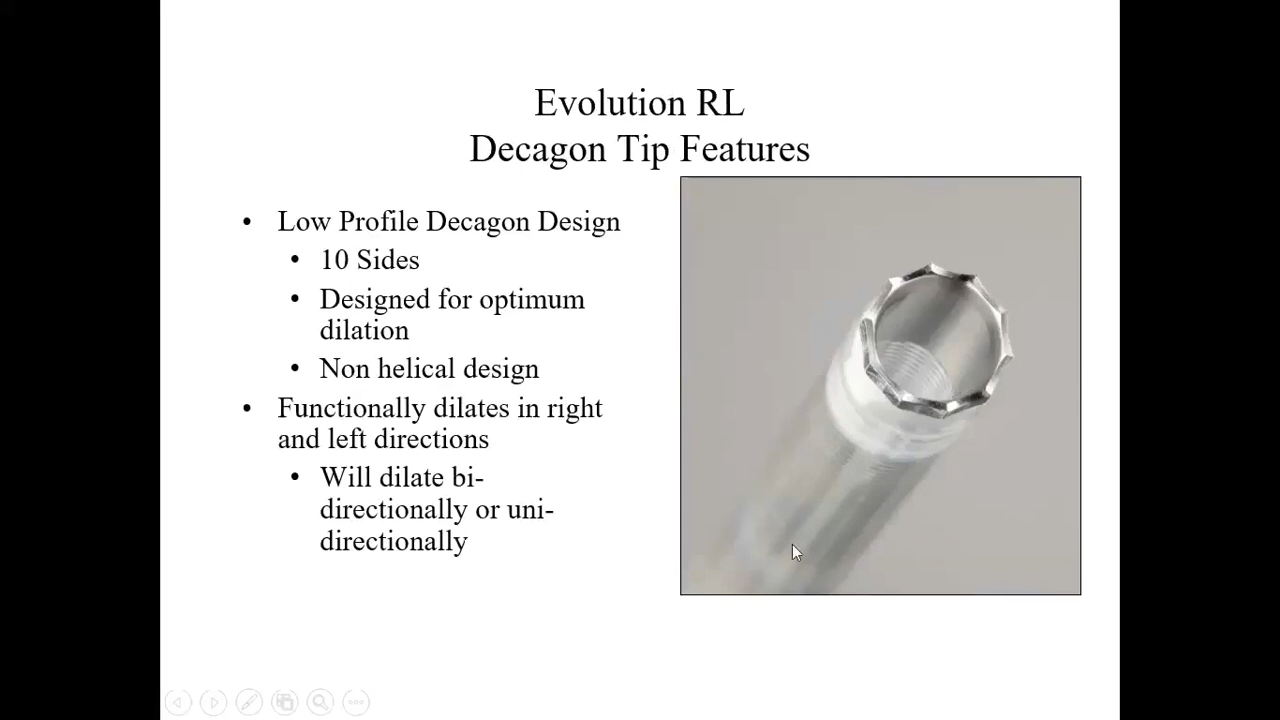 Evolution RL
Decagon Tip Features
• Low Profile Decagon Design
• 10 Sides
• Designed for optimum
dilation
• Non helical design
• Functionally dilates in right
and left directions
• Will dilate bi-
directionally or uni-
directionally